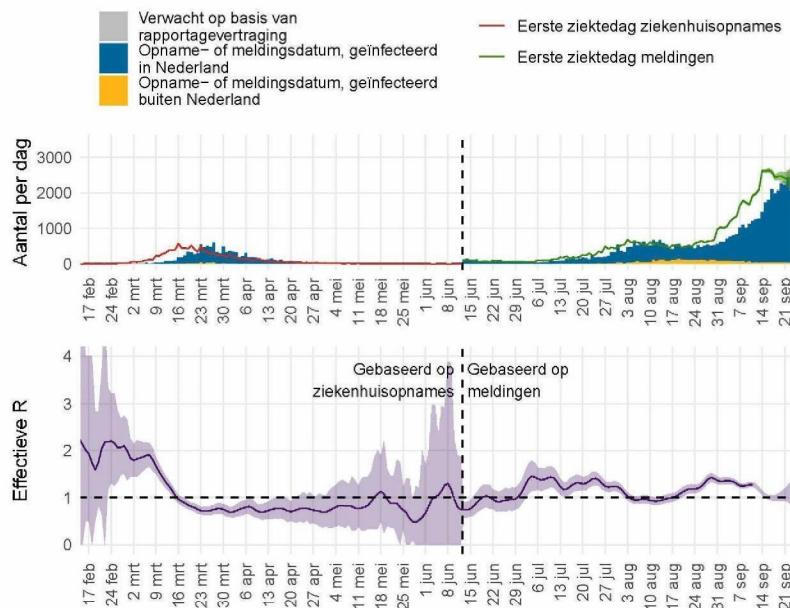 Verwacht op basis van
rapportagevertraging
Opname- of meldingsdatum, geïnfecteerd
in Nederland
Opname- of meldingsdatum, geïnfecteerd
buiten Nederland
Eerste ziektedag ziekenhuisopnames
Eerste ziektedag meldingen
Aantal per dag
3000
2000
1000
0
17 feb
24 feb
2 mrt
9 mrt
16 mrt
23 mrt
30 mrt
6 apr
13 apr
20 apr
27 apr
4 mei
11 mei
18 mei
25 mei
1 jun
8 jun
15 jun
22 jun
29 jun
6 jul
13 jul
20 jul
27 jul
3 aug
10 aug
17 aug
24 aug
31 aug
7 sep
14 sep
21 sep
Effectieve R
4
3
2
1
0
Gebaseerd op
ziekenhuisopnames
Gebaseerd op
meldingen
17 feb
24 feb
2 mrt
9 mrt
16 mrt
23 mrt
30 mrt
6 apr
13 apr
20 apr
27 apr
4 mei
11 mei
18 mei
25 mei
1 jun
8 jun
15 jun
22 jun
29 jun
6 jul
13 jul
20 jul
27 jul
3 aug
10 aug
17 aug
24 aug
31 aug
7 sep
14 sep
21 sep